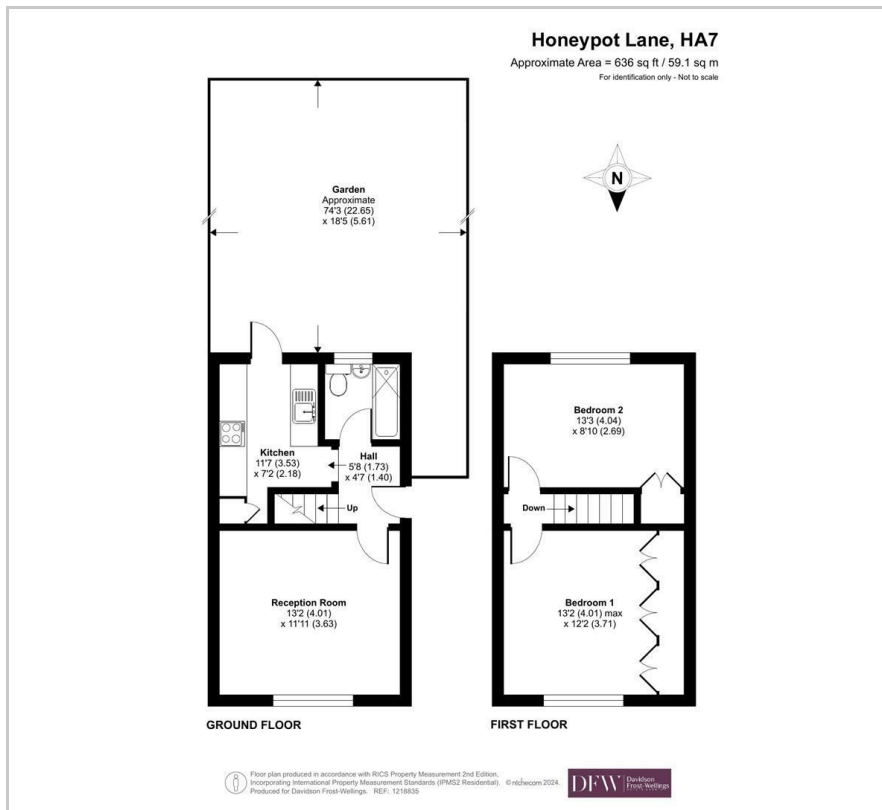 Honeypot Lane, HA7
Approximate Area = 636 sq ft / 59.1 sq m
For identification only - Not to scale
N
Garden
Approximate
74'3 (22.65)
x 18'5 (5.61)
Kitchen
11'7 (3.53)
x 7'2 (2.18)
Hall
5'8 (1.73)
x 4'7 (1.40)
Up
Reception Room
13'2 (4.01)
x 11'11 (3.63)
GROUND FLOOR
Bedroom 2
13'3 (4.04)
x 8'10 (2.69)
Down
Bedroom 1
13'2 (4.01) max
x 12'2 (3.71)
FIRST FLOOR
Floor plan produced in accordance with RICS Property Measurement 2nd Edition,
Incorporating International Property Measurement Standards (IPMS2 Residential). © nichecom 2024.
Produced for Davidson Frost-Wellings. REF: 1218835
DFW
Davidson
Frost-Wellings